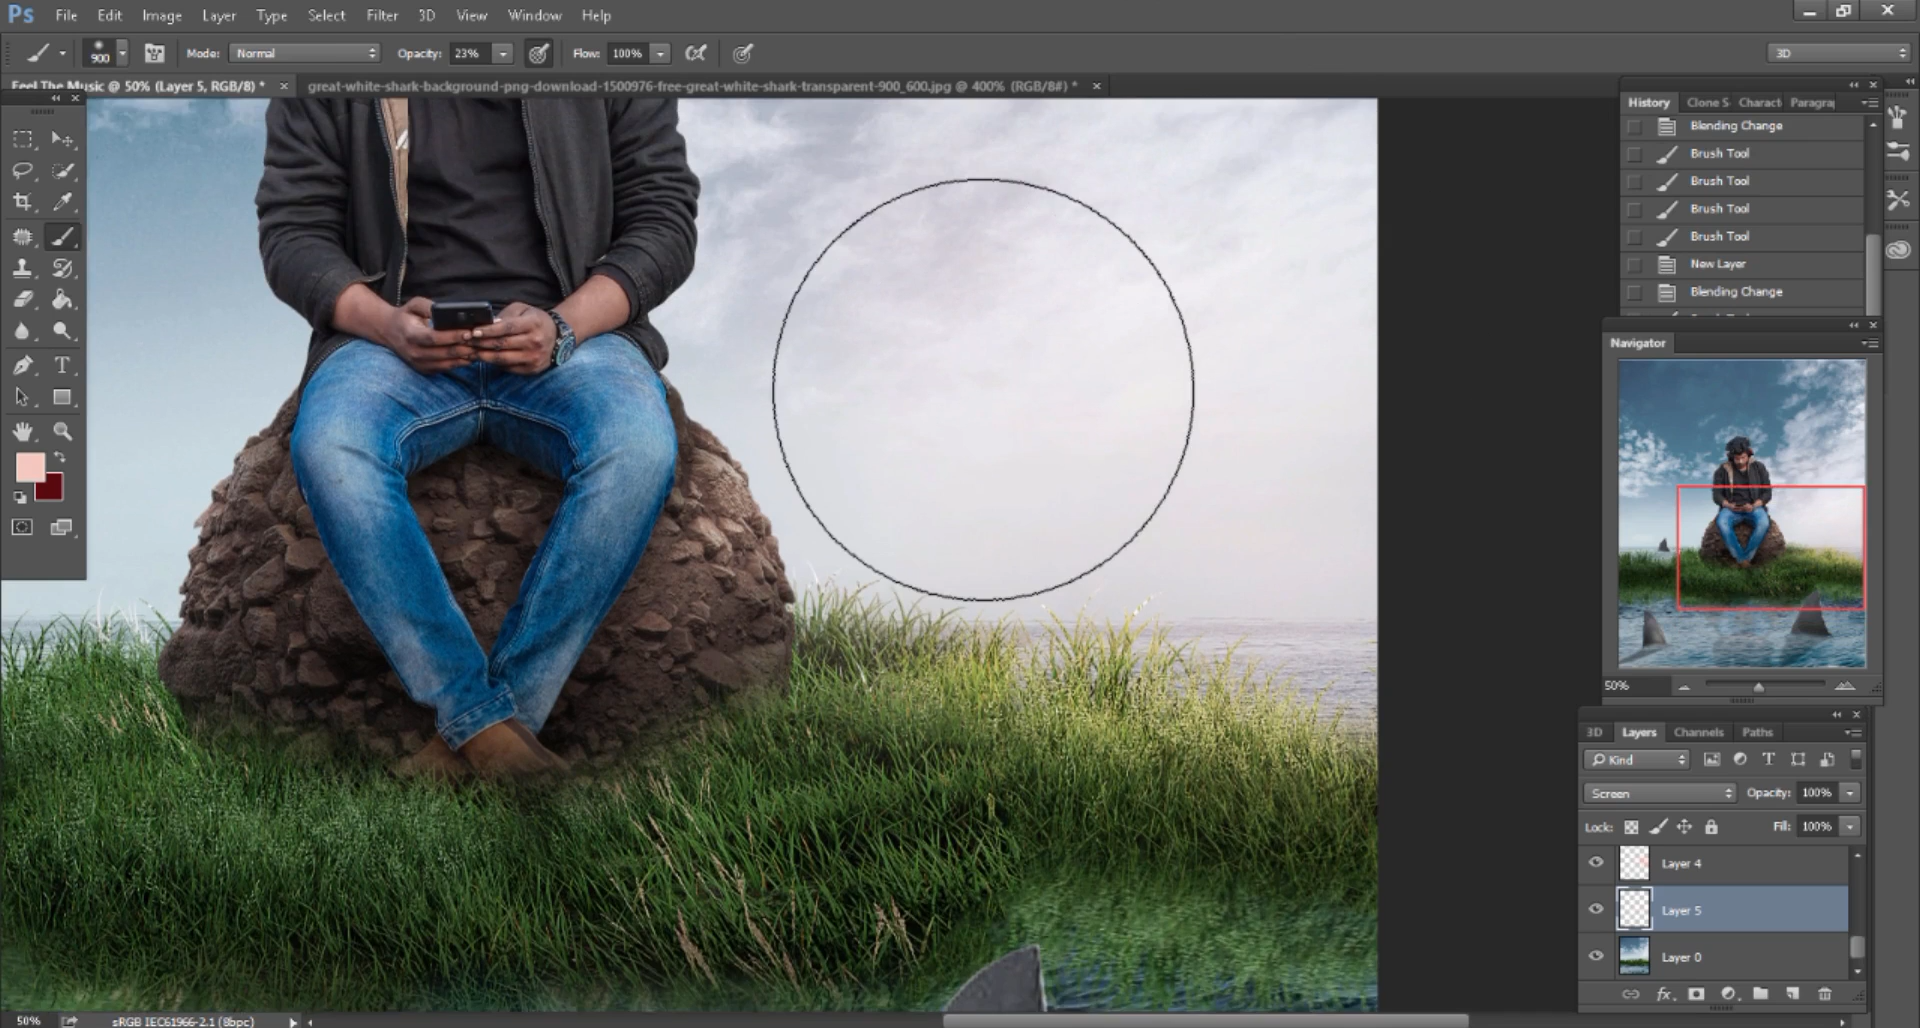 Ps File Edit Image Layer Type Select Filter 3D View Window Help
900 Mode: Normal Opacity: 23% Flow: 100% 3D
Feel The Music @ 50% (Layer 5, RGB/8) * great-white-shark-background-png-download-1500976-free-great-white-shark-transparent-900_600.jpg @ 400% (RGB/8#) *
History Clone S Charact Paragra
Blending Change
Brush Tool
Brush Tool
Brush Tool
Brush Tool
New Layer
Blending Change
Navigator
50%
3D Layers Channels Paths
Kind
Screen Opacity: 100%
Lock: Fill: 100%
Layer 4
Layer 5
Layer 0
50% sRGB IEC61966-2.1 (8bpc)